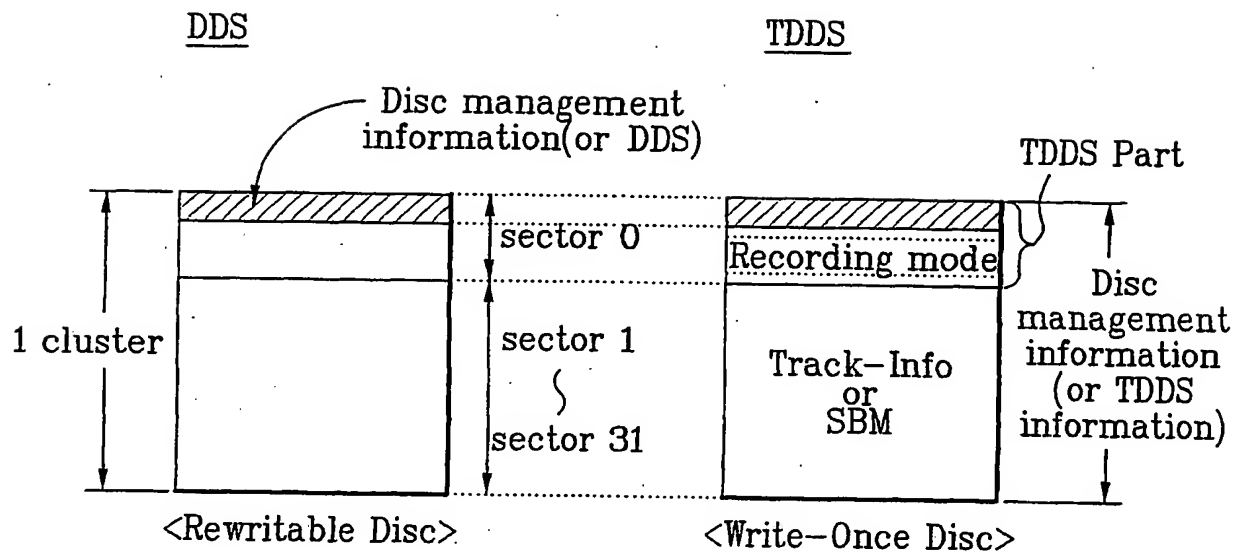 DDS
TDDS
Disc management
information(or DDS)
TDDS Part
sector 0
Recording mode
1 cluster
sector 1
sector 31
Track-Info
or
SBM
Disc
management
information
(or TDDS
information)
<Rewritable Disc>
<Write-Once Disc>